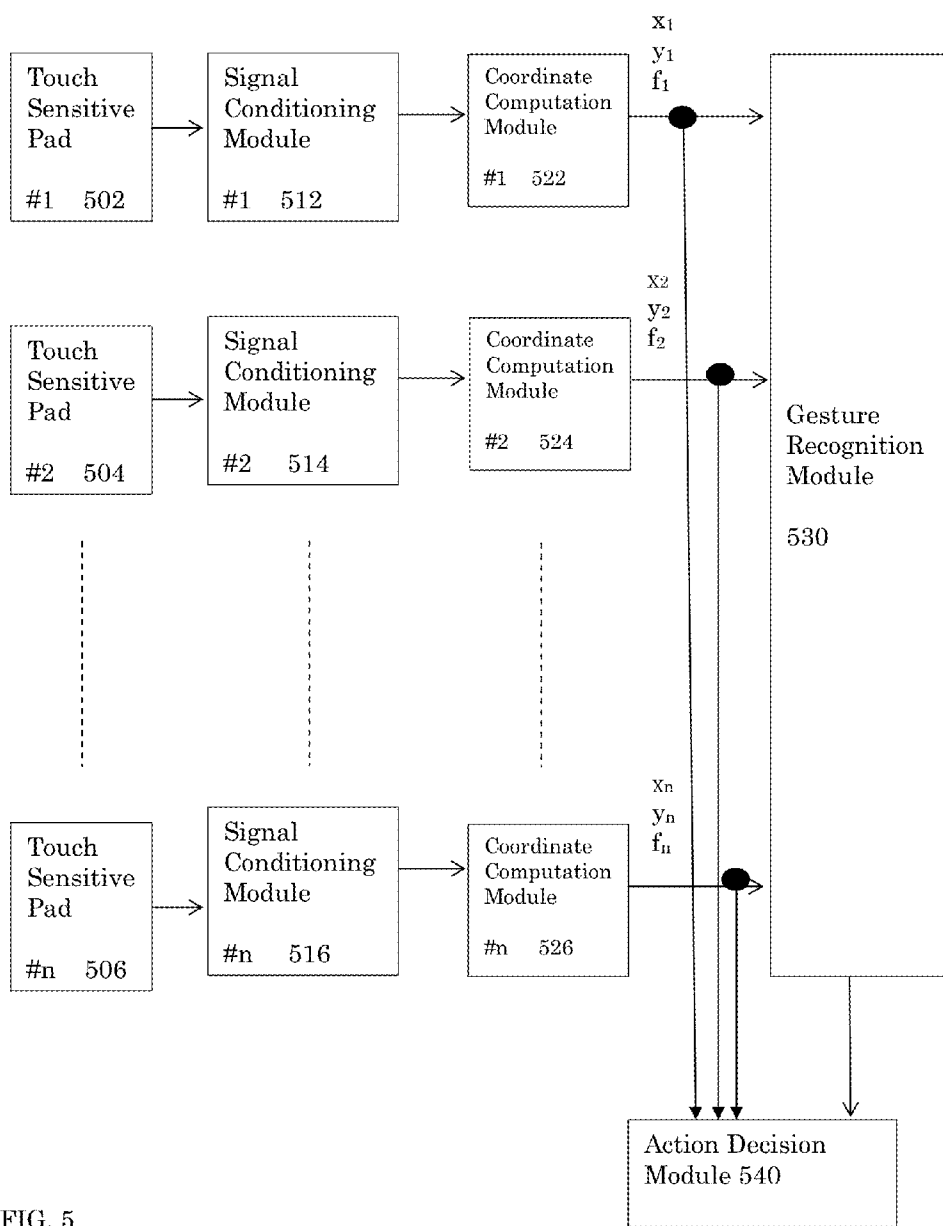 x1
y1
f1
Touch
Sensitive
Pad
#1 502
Signal
Conditioning
Module
#1 512
Coordinate
Computation
Module
#1 522
x2
y2
f2
Touch
Sensitive
Pad
#2 504
Signal
Conditioning
Module
#2 514
Coordinate
Computation
Module
#2 524
Gesture
Recognition
Module
530
xn
yn
fn
Touch
Sensitive
Pad
#n 506
Signal
Conditioning
Module
#n 516
Coordinate
Computation
Module
#n 526
Action Decision
Module 540
FIG. 5